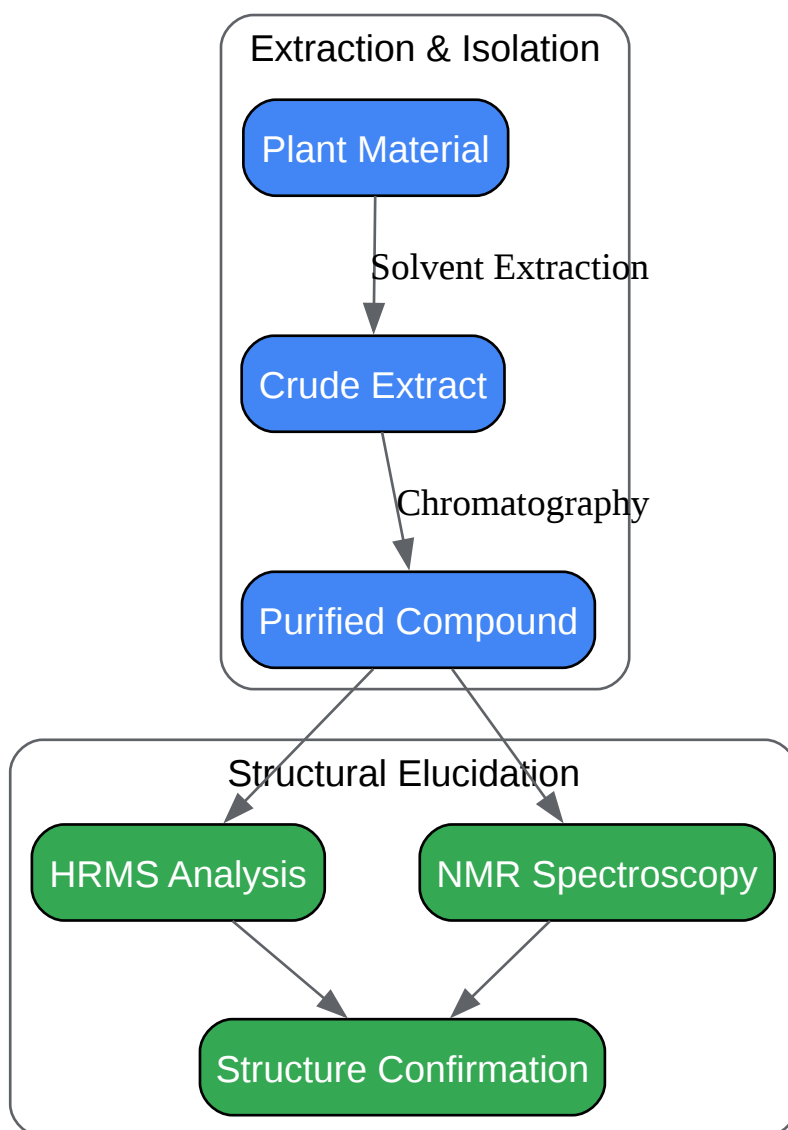 Extraction & Isolation
Plant Material
Solvent Extraction
Crude Extract
Chromatography
Purified Compound
Structural Elucidation
HRMS Analysis
NMR Spectroscopy
Structure Confirmation